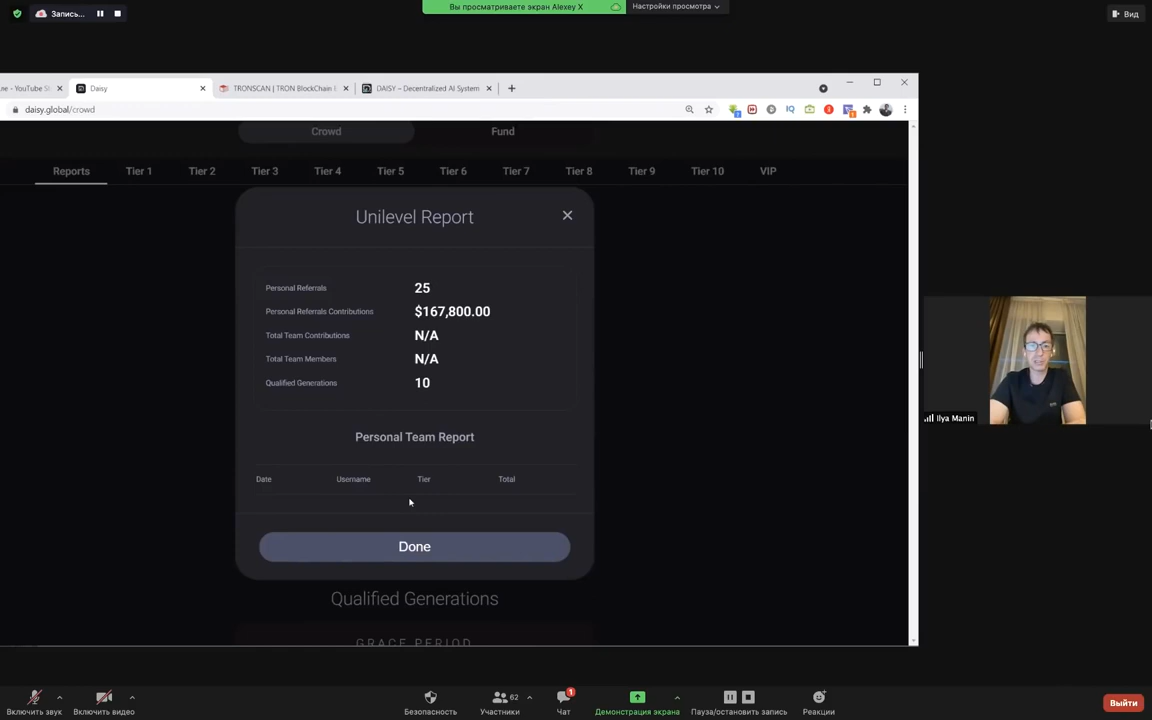 Запись...
Вы просматриваете экран Alexey X
Настройки просмотра
Вид
ле - YouTube St
Daisy
TRONSCAN | TRON BlockChain E
DAISY – Decentralized AI System
daisy.global/crowd
Crowd
Fund
Reports
Tier 1
Tier 2
Tier 3
Tier 4
Tier 5
Tier 6
Tier 7
Tier 8
Tier 9
Tier 10
VIP
Unilevel Report
Personal Referrals 25
Personal Referrals Contributions $167,800.00
Total Team Contributions N/A
Total Team Members N/A
Qualified Generations 10
Personal Team Report
Date Username Tier Total
Done
Qualified Generations
GRACE PERIOD
Ilya Manin
Включить звук
Включить видео
Безопасность
62
Участники
1
Чат
Демонстрация экрана
Пауза/остановить запись
Реакции
Выйти